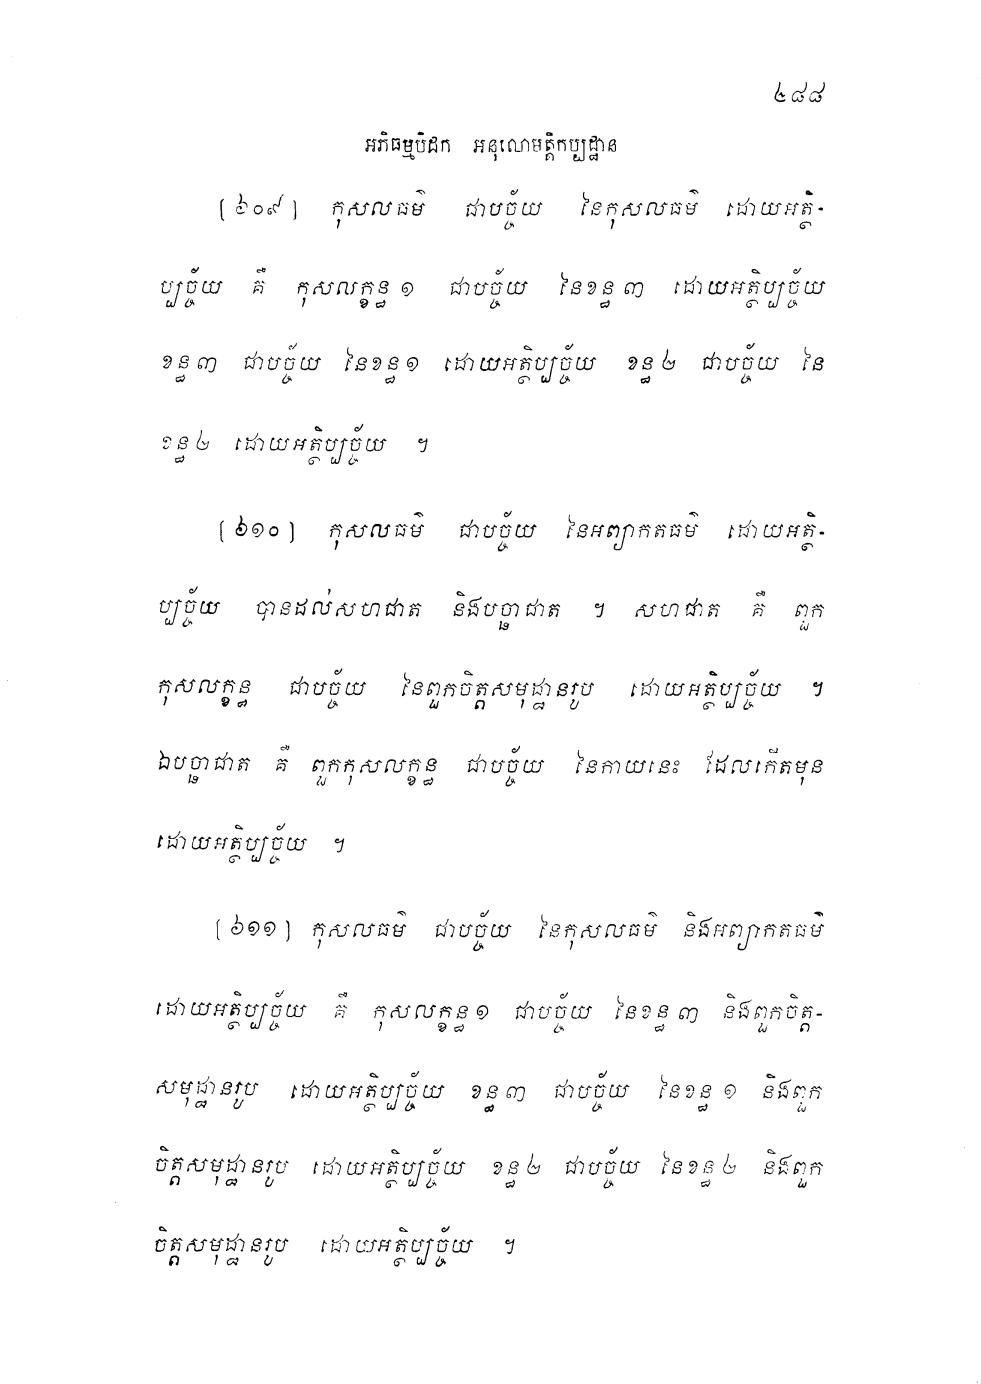 ៤៨៨
អភិធម្មបិដក អនុលោមត្តិកប្បដ្ឋាន
[៦០៩] កុសលធម៌ ជាបច្ច័យ នៃកុសលធម៌ ដោយអត្ថិ-
ប្បច្ច័យ គឺ កុសលក្ខន្ធ ១ ជាបច្ច័យ នៃខន្ធ ៣ ដោយអត្ថិប្បច្ច័យ
ខន្ធ ៣ ជាបច្ច័យ នៃខន្ធ ១ ដោយអត្ថិប្បច្ច័យ ខន្ធ ២ ជាបច្ច័យ នៃ
ខន្ធ ២ ដោយអត្ថិប្បច្ច័យ ។
[៦១០] កុសលធម៌ ជាបច្ច័យ នៃអព្យាកតធម៌ ដោយអត្ថិ-
ប្បច្ច័យ បានដល់សហជាត និងបច្ឆាជាត ។ សហជាត គឺ ពួក
កុសលក្ខន្ធ ជាបច្ច័យ នៃពួកចិត្តសមុដ្ឋានរូប ដោយអត្ថិប្បច្ច័យ ។
ឯបច្ឆាជាត គឺ ពួកកុសលក្ខន្ធ ជាបច្ច័យ នៃកាយនេះ ដែលកើតមុន
ដោយអត្ថិប្បច្ច័យ ។
[៦១១] កុសលធម៌ ជាបច្ច័យ នៃកុសលធម៌ និងអព្យាកតធម៌
ដោយអត្ថិប្បច្ច័យ គឺ កុសលក្ខន្ធ ១ ជាបច្ច័យ នៃខន្ធ ៣ និងពួកចិត្ត-
សមុដ្ឋានរូប ដោយអត្ថិប្បច្ច័យ ខន្ធ ៣ ជាបច្ច័យ នៃខន្ធ ១ និងពួក
ចិត្តសមុដ្ឋានរូប ដោយអត្ថិប្បច្ច័យ ខន្ធ ២ ជាបច្ច័យ នៃខន្ធ ២ និងពួក
ចិត្តសមុដ្ឋានរូប ដោយអត្ថិប្បច្ច័យ ។